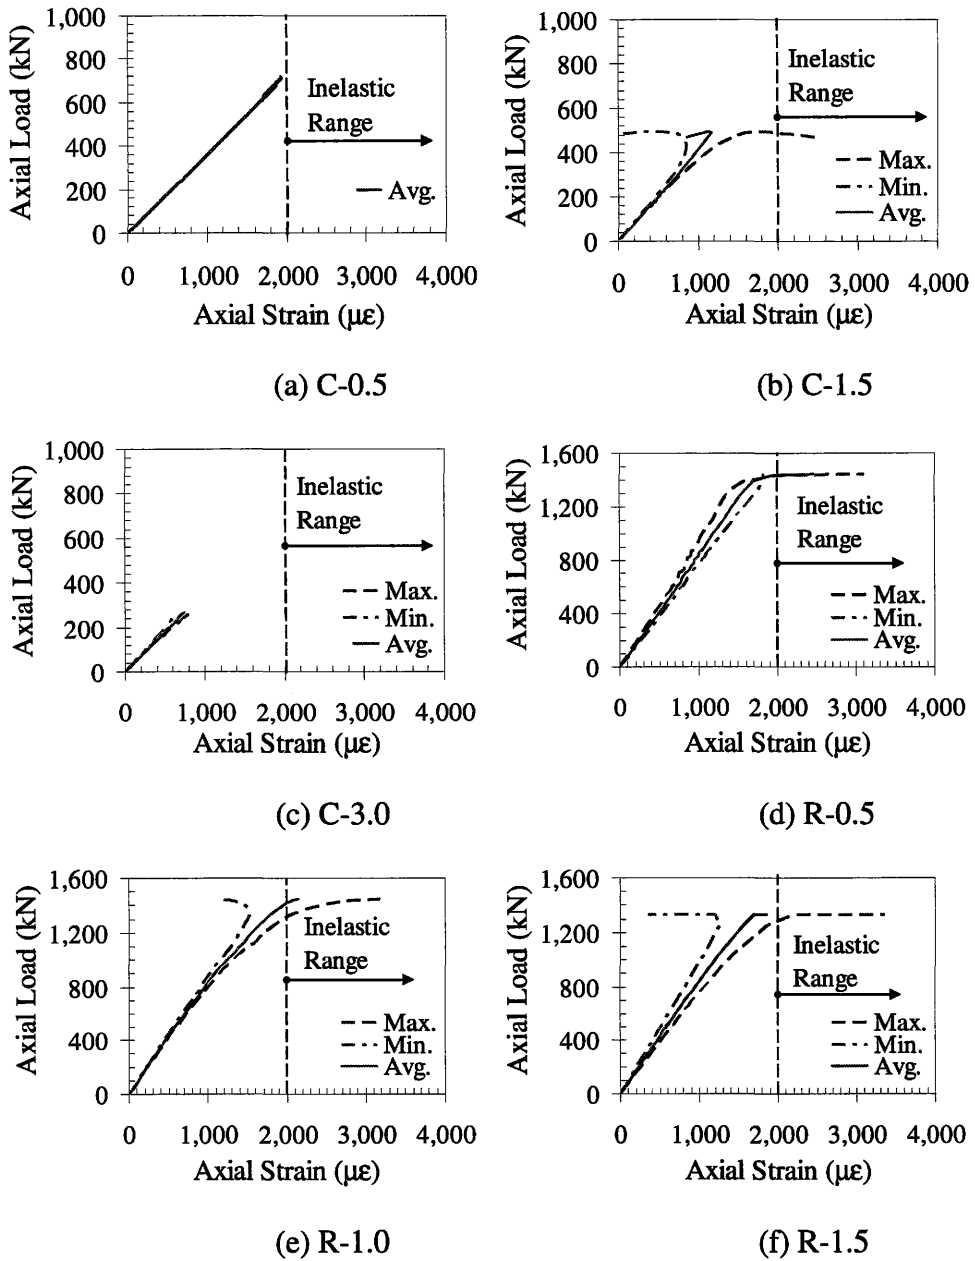 1,000
800
600
400
200
0
Axial Load (kN)
Inelastic
Range
Avg.
0 1,000 2,000 3,000 4,000
Axial Strain (με)
(a) C-0.5
1,000
800
600
400
200
0
Axial Load (kN)
Inelastic
Range
Max.
Min.
Avg.
0 1,000 2,000 3,000 4,000
Axial Strain (με)
(b) C-1.5
1,000
800
600
400
200
0
Axial Load (kN)
Inelastic
Range
Max.
Min.
Avg.
0 1,000 2,000 3,000 4,000
Axial Strain (με)
(c) C-3.0
1,600
1,200
800
400
0
Axial Load (kN)
Inelastic
Range
Max.
Min.
Avg.
0 1,000 2,000 3,000 4,000
Axial Strain (με)
(d) R-0.5
1,600
1,200
800
400
0
Axial Load (kN)
Inelastic
Range
Max.
Min.
Avg.
0 1,000 2,000 3,000 4,000
Axial Strain (με)
(e) R-1.0
1,600
1,200
800
400
0
Axial Load (kN)
Inelastic
Range
Max.
Min.
Avg.
0 1,000 2,000 3,000 4,000
Axial Strain (με)
(f) R-1.5